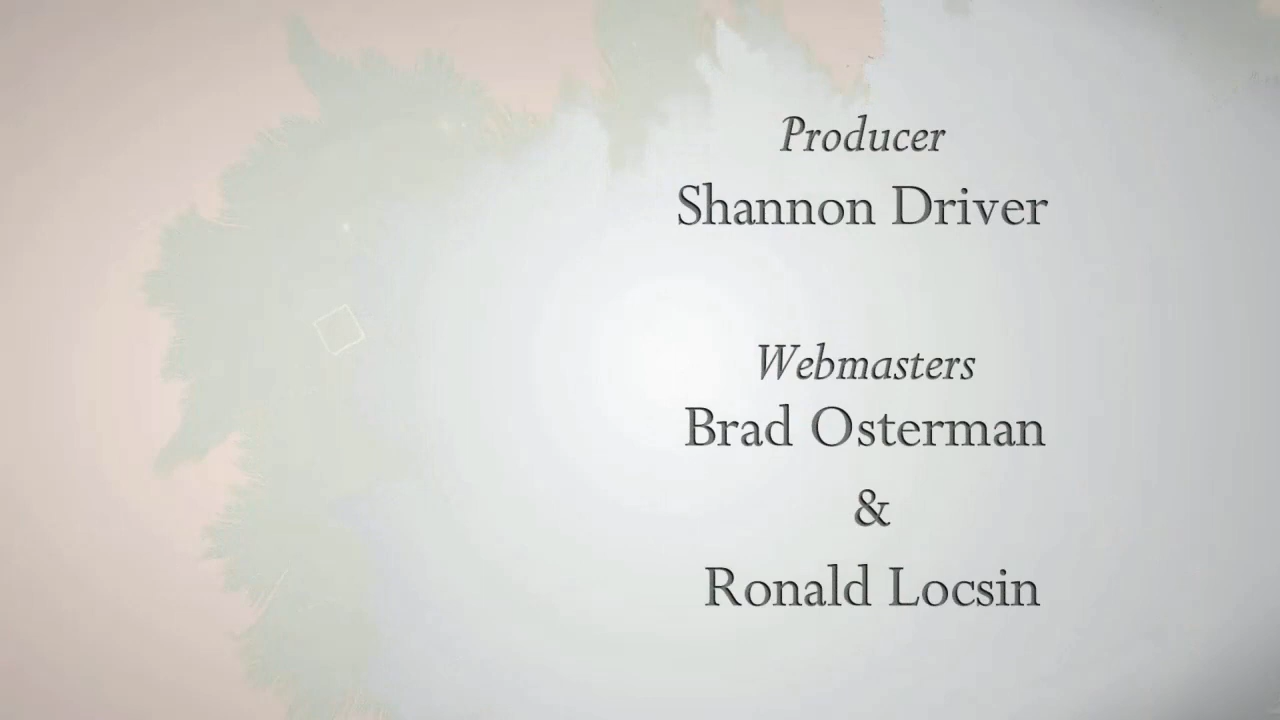 Producer
Shannon Driver
Webmasters
Brad Osterman
&
Ronald Locsin